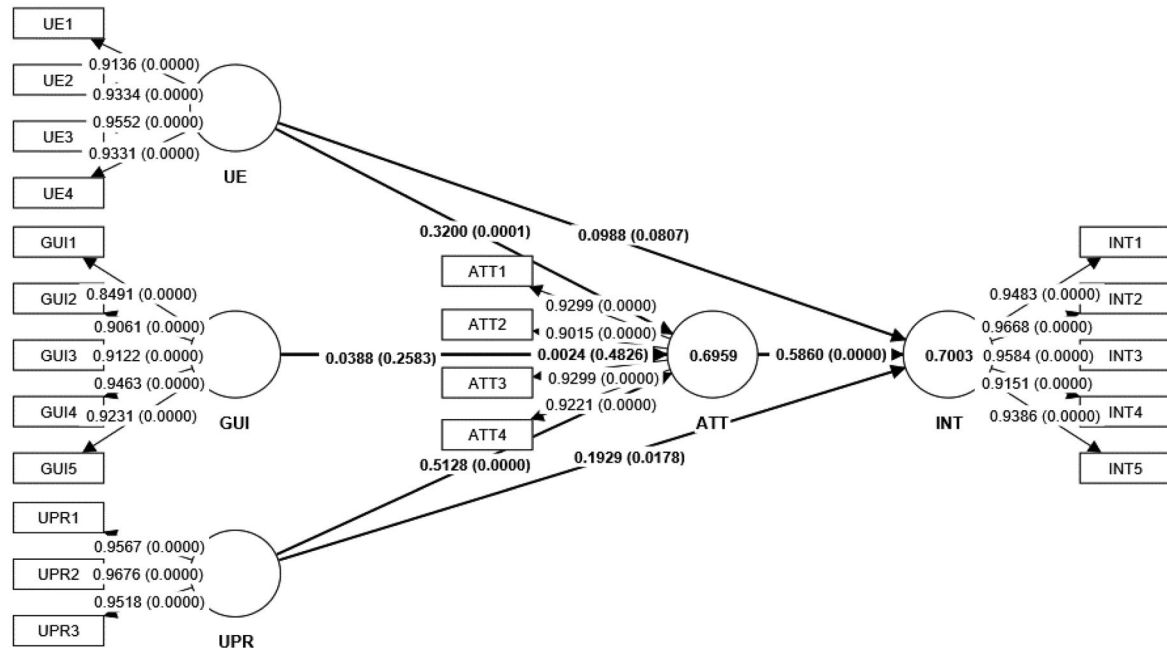 UE1
UE2
UE3
UE4
0.9136 (0.0000)
0.9334 (0.0000)
0.9552 (0.0000)
0.9331 (0.0000)
UE
GUI1
GUI2
GUI3
GUI4
GUI5
0.8491 (0.0000)
0.9061 (0.0000)
0.9122 (0.0000)
0.9463 (0.0000)
0.9231 (0.0000)
GUI
UPR1
UPR2
UPR3
0.9567 (0.0000)
0.9676 (0.0000)
0.9518 (0.0000)
UPR
0.3200 (0.0001)
0.0988 (0.0807)
0.0388 (0.2583)
0.0024 (0.4826)
0.5128 (0.0000)
0.1929 (0.0178)
ATT1
ATT2
ATT3
ATT4
0.9299 (0.0000)
0.9015 (0.0000)
0.9299 (0.0000)
0.9221 (0.0000)
0.6959
ATT
0.5860 (0.0000)
0.7003
INT
0.9483 (0.0000)
0.9668 (0.0000)
0.9584 (0.0000)
0.9151 (0.0000)
0.9386 (0.0000)
INT1
INT2
INT3
INT4
INT5